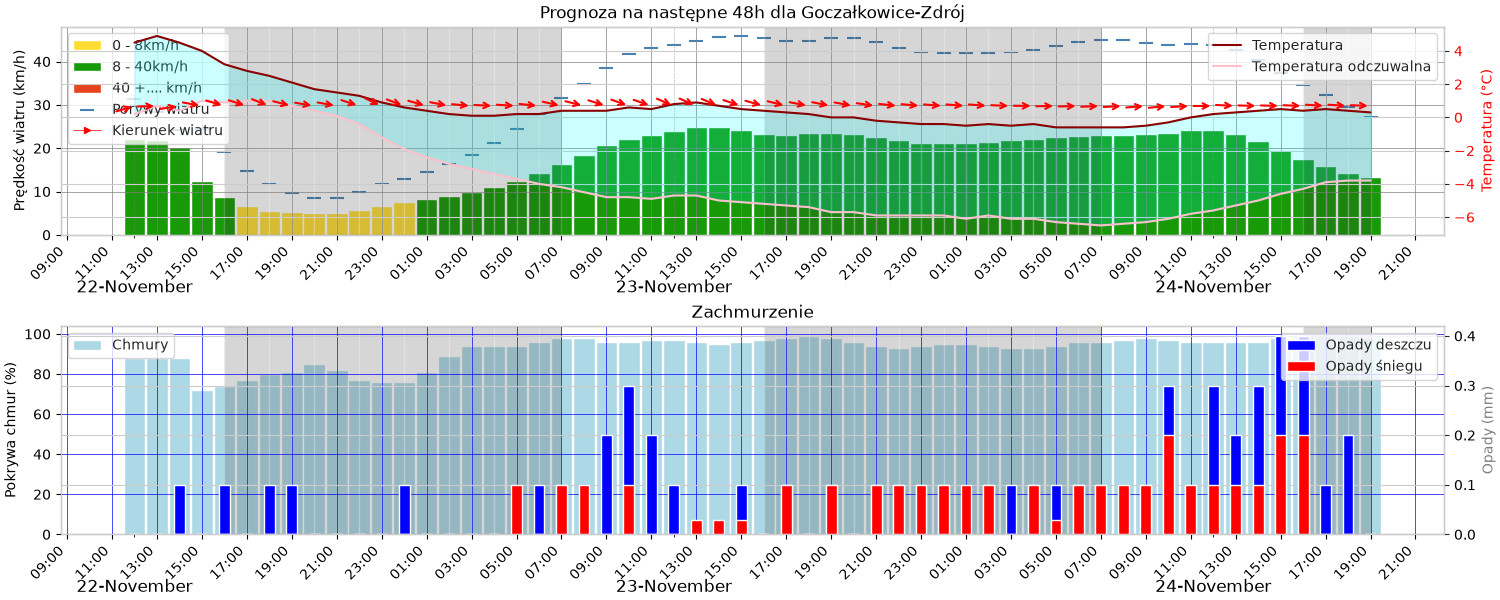 Prognoza na następne 48h dla Goczałkowice-Zdrój
Prędkość wiatru (km/h)
40
30
20
10
0
0 - 8km/h
8 - 40km/h
40 +.... km/h
Porywy wiatru
Kierunek wiatru
Temperatura
Temperatura odczuwalna
4
2
0
−2
−4
−6
Temperatura (°C)
09:00 11:00 13:00 15:00 17:00 19:00 21:00 23:00 01:00 03:00 05:00 07:00 09:00 11:00 13:00 15:00 17:00 19:00 21:00 23:00 01:00 03:00 05:00 07:00 09:00 11:00 13:00 15:00 17:00 19:00 21:00
22-November 23-November 24-November
Zachmurzenie
Pokrywa chmur (%)
100
80
60
40
20
0
Chmury
Opady deszczu
Opady śniegu
0.4
0.3
0.2
0.1
0.0
Opady (mm)
09:00 11:00 13:00 15:00 17:00 19:00 21:00 23:00 01:00 03:00 05:00 07:00 09:00 11:00 13:00 15:00 17:00 19:00 21:00 23:00 01:00 03:00 05:00 07:00 09:00 11:00 13:00 15:00 17:00 19:00 21:00
22-November 23-November 24-November